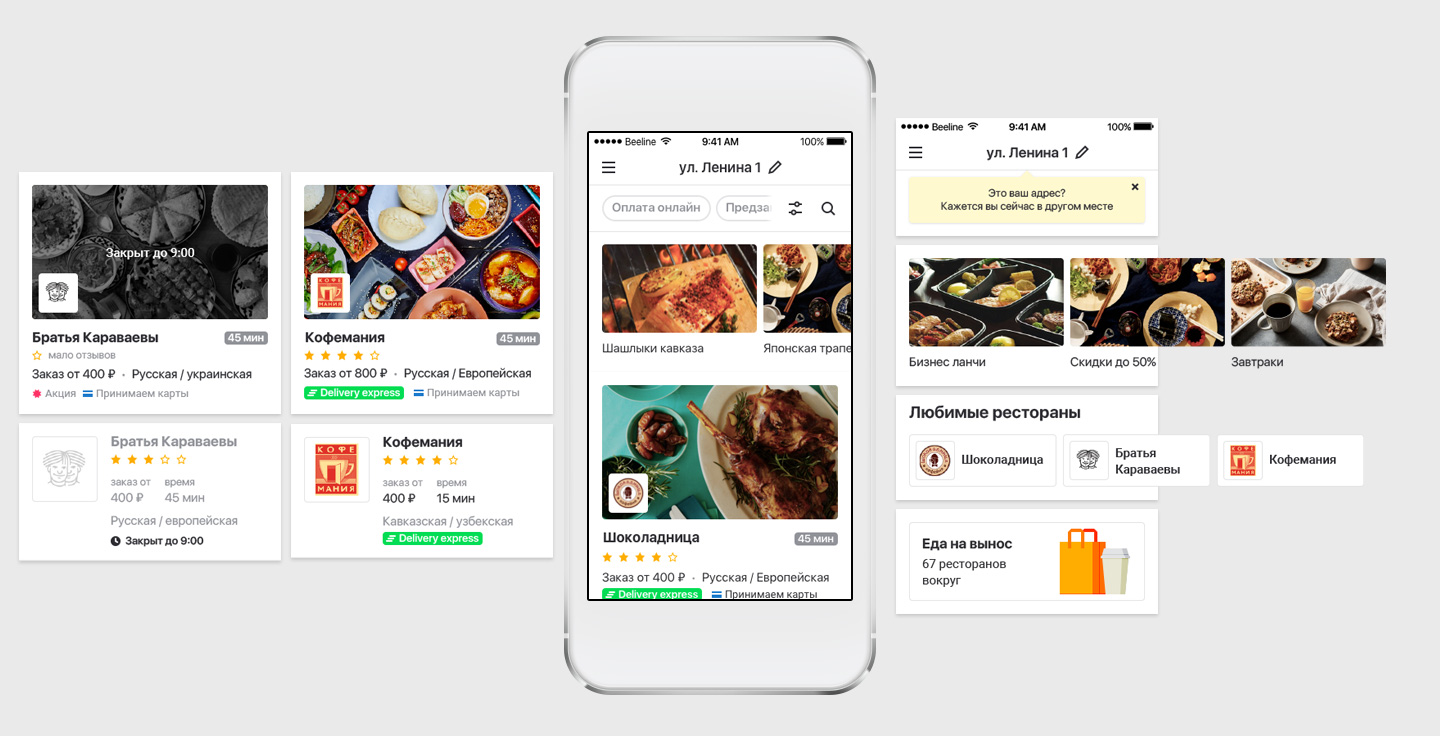 Закрыт до 9:00
Братья Караваевы
45 мин
мало отзывов
Заказ от 400 ₽ • Русская / украинская
Акция
Принимаем карты
КОФЕ
МАНИЯ
Кофемания
45 мин
Заказ от 800 ₽ • Русская / Европейская
Delivery express
Принимаем карты
Братья Караваевы
заказ от
время
400 ₽
45 мин
Русская / европейская
Закрыт до 9:00
КОФЕ
МАНИЯ
Кофемания
заказ от
время
400 ₽
15 мин
Кавказская / узбекская
Delivery express
Beeline
9:41 AM
100%
ул. Ленина 1
Оплата онлайн
Предза
Шашлыки кавказа
Японская трапе
Шоколадница
45 мин
Заказ от 400 ₽ • Русская / Европейская
Delivery express
Принимаем карты
Beeline
9:41 AM
100%
ул. Ленина 1
Это ваш адрес?
Кажется вы сейчас в другом месте
Бизнес ланчи
Скидки до 50%
Завтраки
Любимые рестораны
Шоколадница
Братья
Караваевы
КОФЕ
МАНИЯ
Кофемания
Еда на вынос
67 ресторанов
вокруг